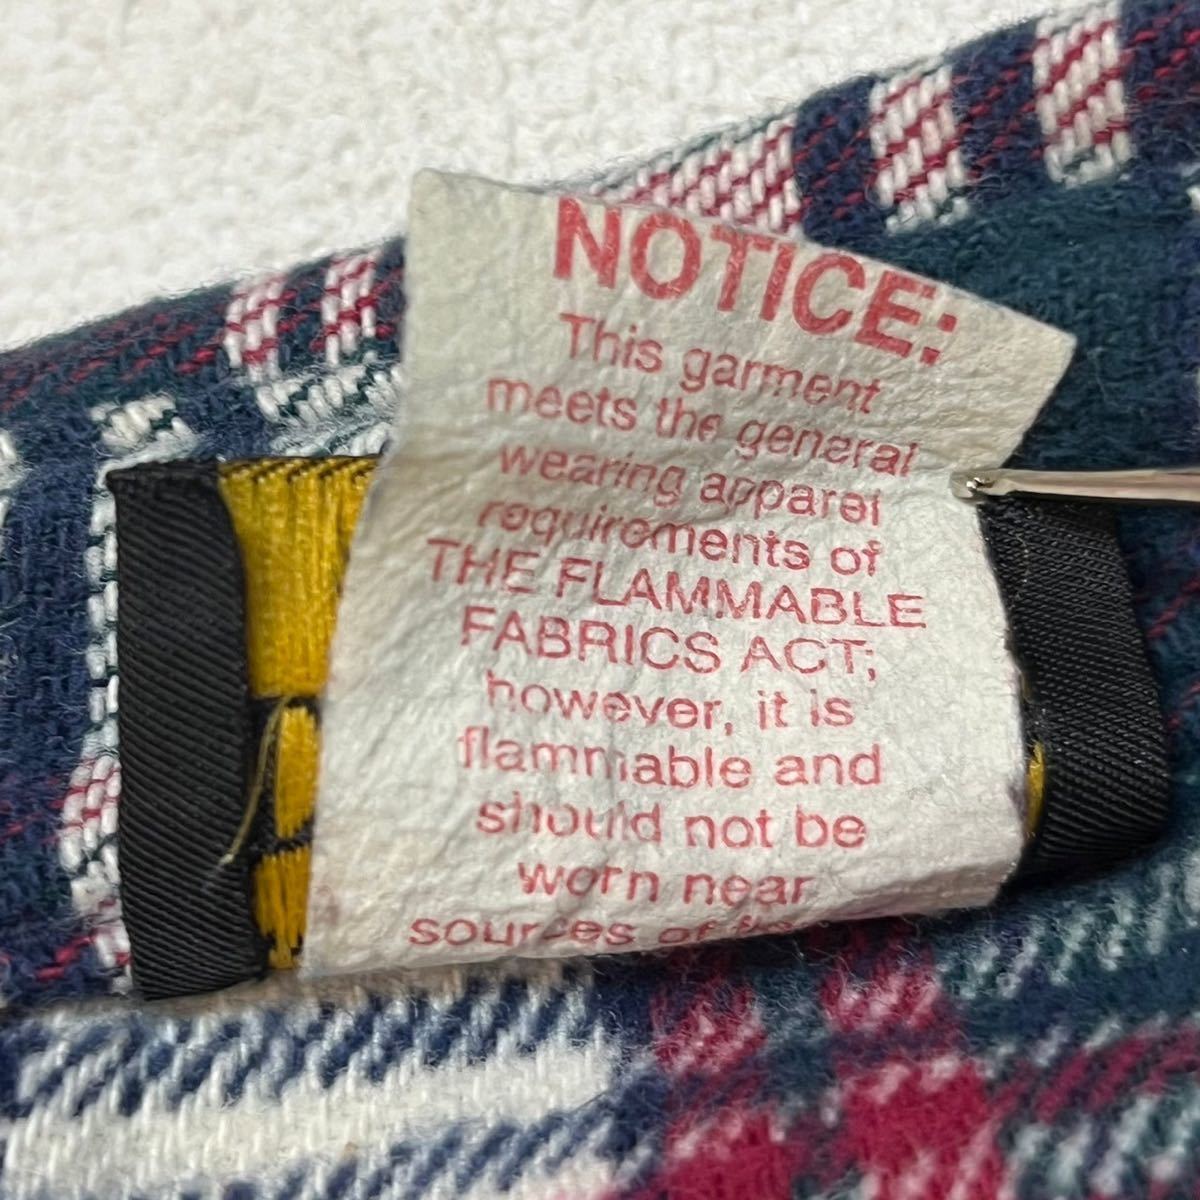 NOTICE:
This garment
meets the general
wearing apparel
requirements of
THE FLAMMABLE
FABRICS ACT;
however, it is
flammable and
should not be
worn near
sources of